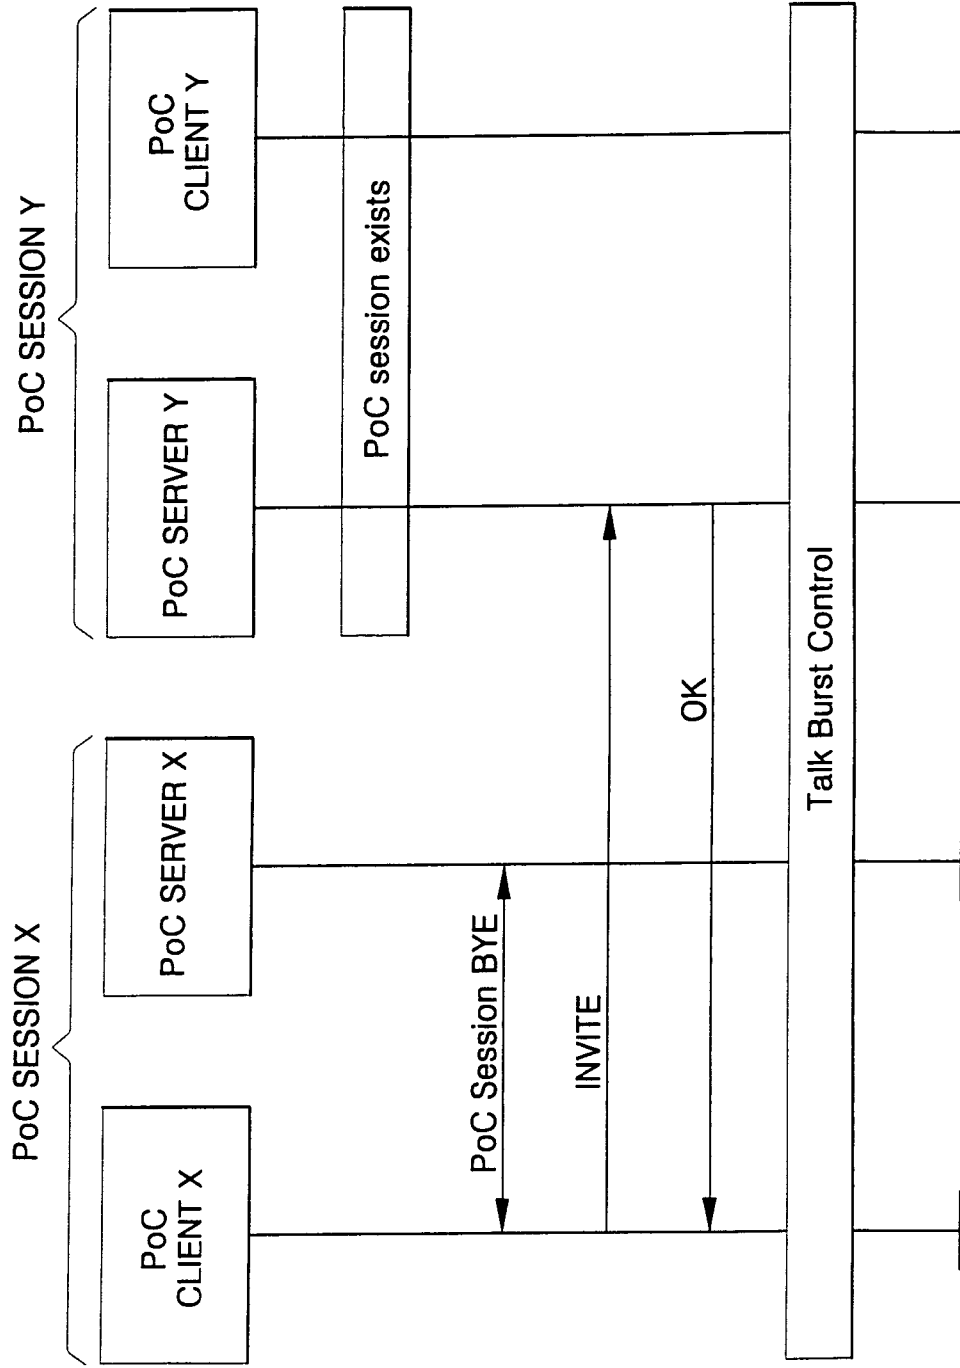 PoC SESSION X
PoC SESSION Y
PoC
CLIENT X
PoC SERVER X
PoC SERVER Y
PoC
CLIENT Y
PoC session exists
PoC Session BYE
INVITE
OK
Talk Burst Control